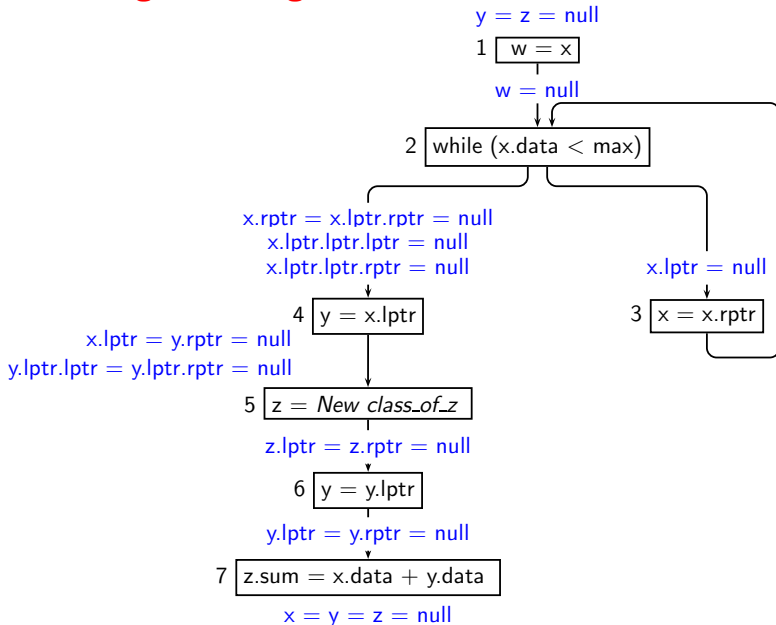 y = z = null
1 w = x
w = null
2 while (x.data < max)
x.rptr = x.lptr.rptr = null
x.lptr.lptr.lptr = null
x.lptr.lptr.rptr = null
x.lptr = null
4 y = x.lptr
3 x = x.rptr
x.lptr = y.rptr = null
y.lptr.lptr = y.lptr.rptr = null
5 z = New class_of_z
z.lptr = z.rptr = null
6 y = y.lptr
y.lptr = y.rptr = null
7 z.sum = x.data + y.data
x = y = z = null